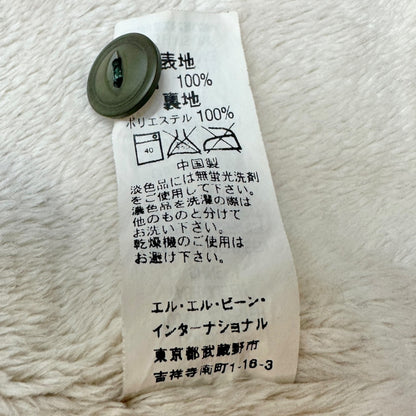 表地
100%
裏地
ポリエステル 100%
40
中国製
淡色品には無蛍光洗剤
をご使用して下さい。
濃色品を洗濯の際は
他のものと分けて
お洗い下さい。
乾燥機のご使用は
お避け下さい。
エル・エル・ビーン・
インターナショナル
東京都武蔵野市
吉祥寺南町1-16-3